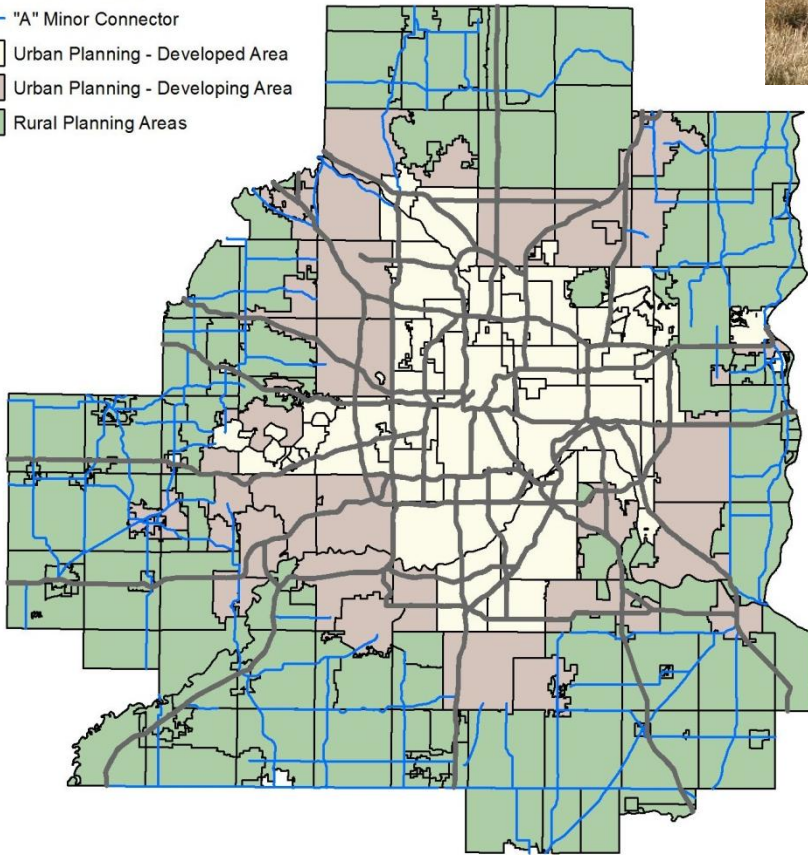 "A" Minor Connector
Urban Planning - Developed Area
Urban Planning - Developing Area
Rural Planning Areas